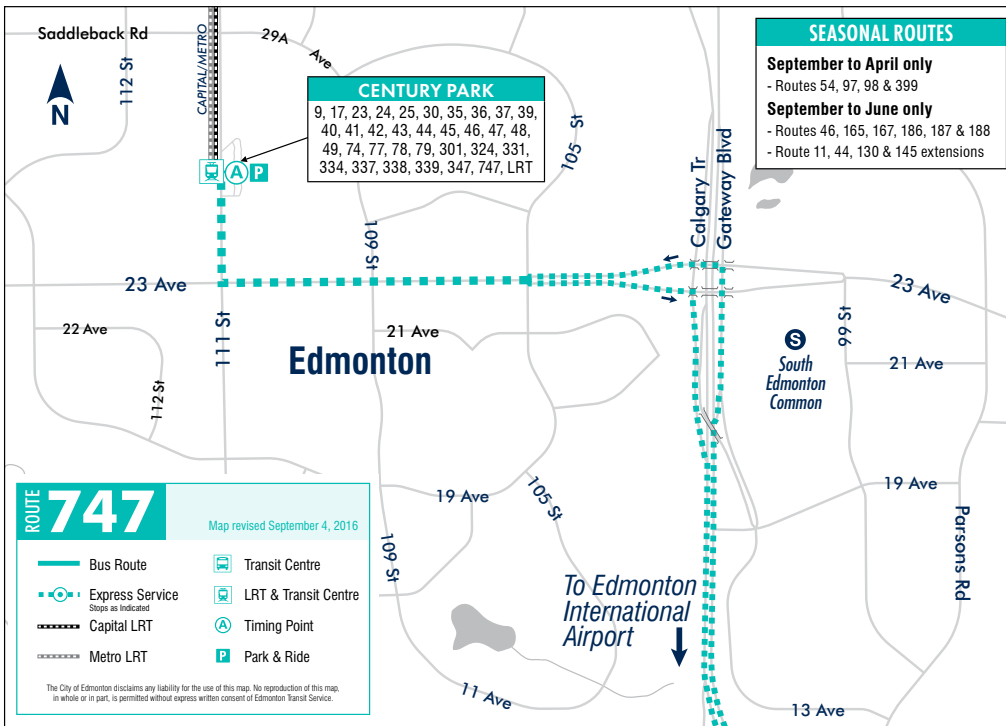 Saddleback Rd
112 St
CAPITAL/METRO
29A Ave
N
CENTURY PARK
9, 17, 23, 24, 25, 30, 35, 36, 37, 39,
40, 41, 42, 43, 44, 45, 46, 47, 48,
49, 74, 77, 78, 79, 301, 324, 331,
334, 337, 338, 339, 347, 747, LRT
A
P
105 St
Calgary Tr
Gateway Blvd
SEASONAL ROUTES
September to April only
- Routes 54, 97, 98 & 399
September to June only
- Routes 46, 165, 167, 186, 187 & 188
- Route 11, 44, 130 & 145 extensions
23 Ave
109 St
23 Ave
22 Ave
111 St
21 Ave
Edmonton
112 St
S
South
Edmonton
Common
99 St
21 Ave
19 Ave
105 St
109 St
19 Ave
Parsons Rd
To Edmonton
International
Airport
11 Ave
13 Ave
ROUTE 747
Map revised September 4, 2016
Bus Route
Express Service
Stops as Indicated
Capital LRT
Metro LRT
Transit Centre
LRT & Transit Centre
A Timing Point
P Park & Ride
The City of Edmonton disclaims any liability for the use of this map. No reproduction of this map,
in whole or in part, is permitted without express written consent of Edmonton Transit Service.